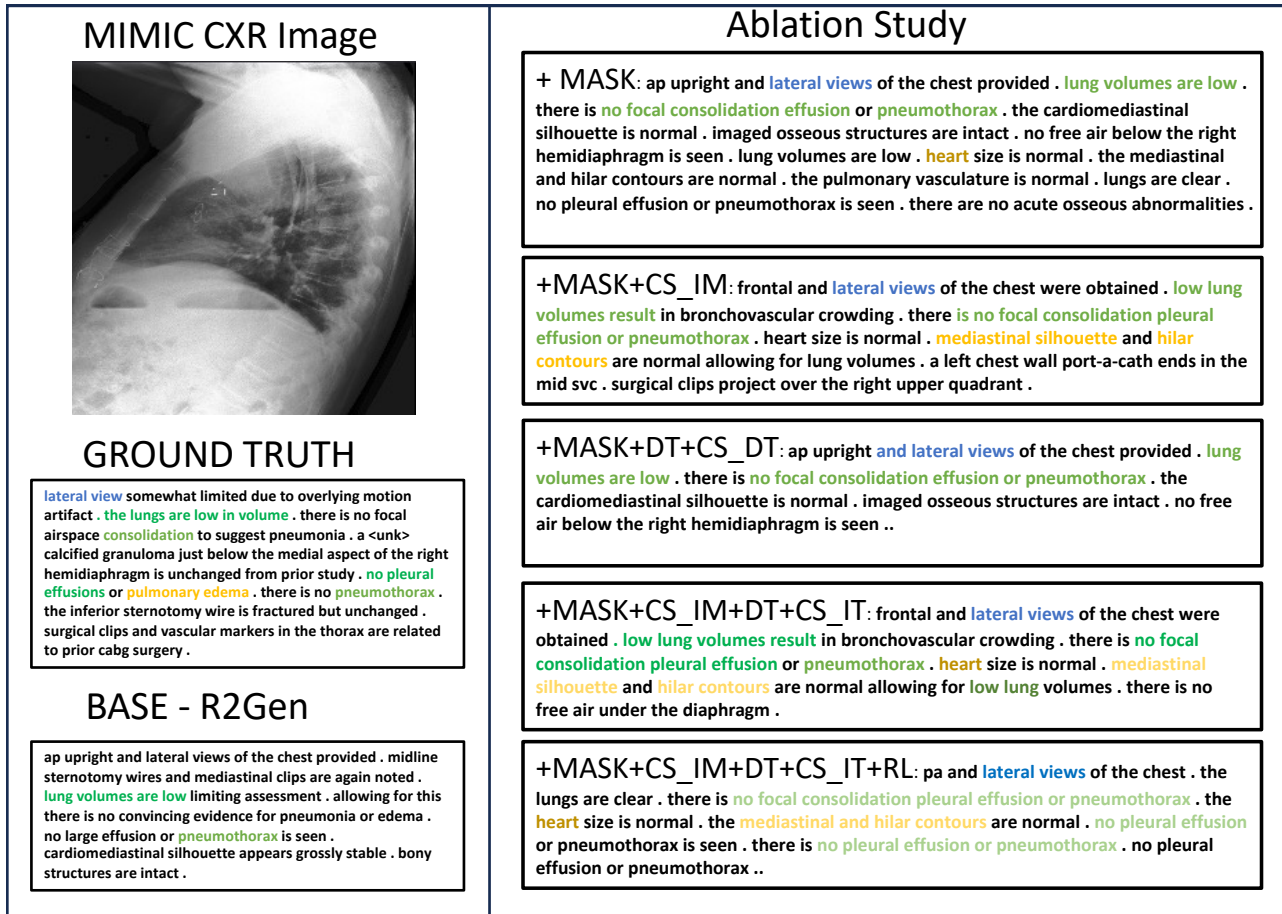 MIMIC CXR Image
GROUND TRUTH
lateral view somewhat limited due to overlying motion
artifact . the lungs are low in volume . there is no focal
airspace consolidation to suggest pneumonia . a <unk>
calcified granuloma just below the medial aspect of the right
hemidiaphragm is unchanged from prior study . no pleural
effusions or pulmonary edema . there is no pneumothorax .
the inferior sternotomy wire is fractured but unchanged .
surgical clips and vascular markers in the thorax are related
to prior cabg surgery .
BASE - R2Gen
ap upright and lateral views of the chest provided . midline
sternotomy wires and mediastinal clips are again noted .
lung volumes are low limiting assessment . allowing for this
there is no convincing evidence for pneumonia or edema .
no large effusion or pneumothorax is seen .
cardiomediastinal silhouette appears grossly stable . bony
structures are intact .
Ablation Study
+ MASK: ap upright and lateral views of the chest provided . lung volumes are low .
there is no focal consolidation effusion or pneumothorax . the cardiomediastinal
silhouette is normal . imaged osseous structures are intact . no free air below the right
hemidiaphragm is seen . lung volumes are low . heart size is normal . the mediastinal
and hilar contours are normal . the pulmonary vasculature is normal . lungs are clear .
no pleural effusion or pneumothorax is seen . there are no acute osseous abnormalities .
+MASK+CS_IM: frontal and lateral views of the chest were obtained . low lung
volumes result in bronchovascular crowding . there is no focal consolidation pleural
effusion or pneumothorax . heart size is normal . mediastinal silhouette and hilar
contours are normal allowing for lung volumes . a left chest wall port-a-cath ends in the
mid svc . surgical clips project over the right upper quadrant .
+MASK+DT+CS_DT: ap upright and lateral views of the chest provided . lung
volumes are low . there is no focal consolidation effusion or pneumothorax . the
cardiomediastinal silhouette is normal . imaged osseous structures are intact . no free
air below the right hemidiaphragm is seen ..
+MASK+CS_IM+DT+CS_IT: frontal and lateral views of the chest were
obtained . low lung volumes result in bronchovascular crowding . there is no focal
consolidation pleural effusion or pneumothorax . heart size is normal . mediastinal
silhouette and hilar contours are normal allowing for low lung volumes . there is no
free air under the diaphragm .
+MASK+CS_IM+DT+CS_IT+RL: pa and lateral views of the chest . the
lungs are clear . there is no focal consolidation pleural effusion or pneumothorax . the
heart size is normal . the mediastinal and hilar contours are normal . no pleural effusion
or pneumothorax is seen . there is no pleural effusion or pneumothorax . no pleural
effusion or pneumothorax ..